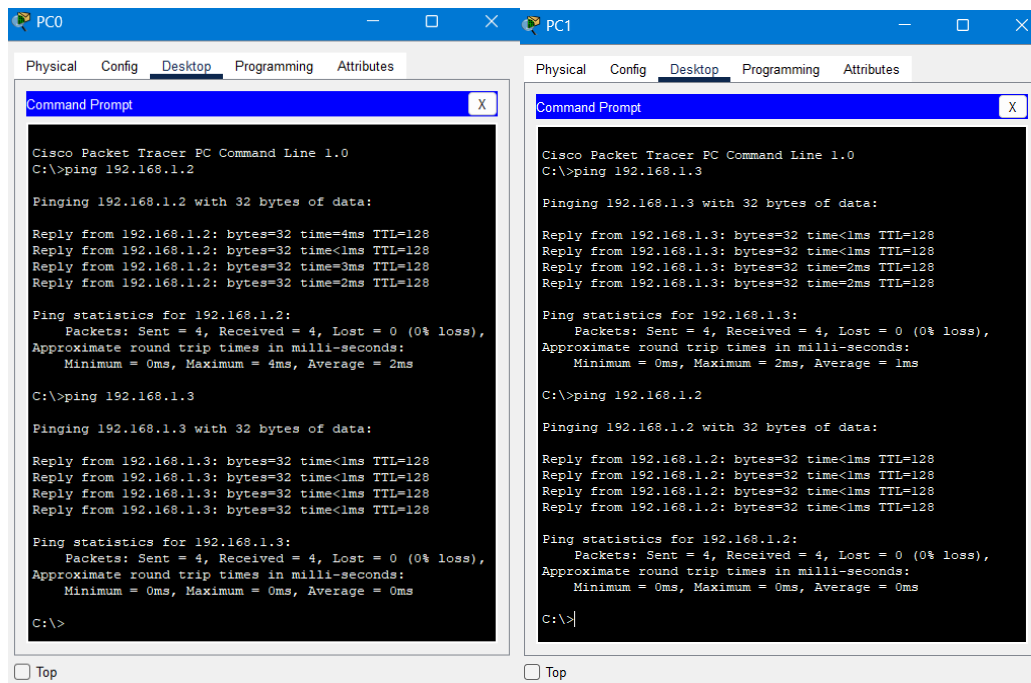 PC0
Physical Config Desktop Programming Attributes
Command Prompt
X
Cisco Packet Tracer PC Command Line 1.0
C:\>ping 192.168.1.2
Pinging 192.168.1.2 with 32 bytes of data:
Reply from 192.168.1.2: bytes=32 time=4ms TTL=128
Reply from 192.168.1.2: bytes=32 time<1ms TTL=128
Reply from 192.168.1.2: bytes=32 time=3ms TTL=128
Reply from 192.168.1.2: bytes=32 time=2ms TTL=128
Ping statistics for 192.168.1.2:
Packets: Sent = 4, Received = 4, Lost = 0 (0% loss),
Approximate round trip times in milli-seconds:
Minimum = 0ms, Maximum = 4ms, Average = 2ms
C:\>ping 192.168.1.3
Pinging 192.168.1.3 with 32 bytes of data:
Reply from 192.168.1.3: bytes=32 time<1ms TTL=128
Reply from 192.168.1.3: bytes=32 time<1ms TTL=128
Reply from 192.168.1.3: bytes=32 time<1ms TTL=128
Reply from 192.168.1.3: bytes=32 time<1ms TTL=128
Ping statistics for 192.168.1.3:
Packets: Sent = 4, Received = 4, Lost = 0 (0% loss),
Approximate round trip times in milli-seconds:
Minimum = 0ms, Maximum = 0ms, Average = 0ms
C:\>
Top
PC1
Physical Config Desktop Programming Attributes
Command Prompt
X
Cisco Packet Tracer PC Command Line 1.0
C:\>ping 192.168.1.3
Pinging 192.168.1.3 with 32 bytes of data:
Reply from 192.168.1.3: bytes=32 time<1ms TTL=128
Reply from 192.168.1.3: bytes=32 time<1ms TTL=128
Reply from 192.168.1.3: bytes=32 time=2ms TTL=128
Reply from 192.168.1.3: bytes=32 time=2ms TTL=128
Ping statistics for 192.168.1.3:
Packets: Sent = 4, Received = 4, Lost = 0 (0% loss),
Approximate round trip times in milli-seconds:
Minimum = 0ms, Maximum = 2ms, Average = 1ms
C:\>ping 192.168.1.2
Pinging 192.168.1.2 with 32 bytes of data:
Reply from 192.168.1.2: bytes=32 time<1ms TTL=128
Reply from 192.168.1.2: bytes=32 time<1ms TTL=128
Reply from 192.168.1.2: bytes=32 time<1ms TTL=128
Reply from 192.168.1.2: bytes=32 time<1ms TTL=128
Ping statistics for 192.168.1.2:
Packets: Sent = 4, Received = 4, Lost = 0 (0% loss),
Approximate round trip times in milli-seconds:
Minimum = 0ms, Maximum = 0ms, Average = 0ms
C:\>
Top